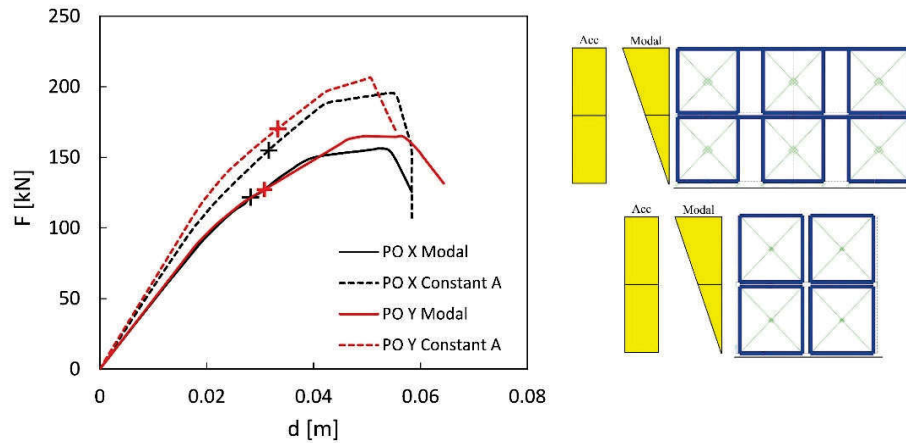 250
200
150
100
50
0
F [kN]
0
0.02
0.04
0.06
0.08
d [m]
PO X Modal
PO X Constant A
PO Y Modal
PO Y Constant A
Acc
Modal
Acc
Modal